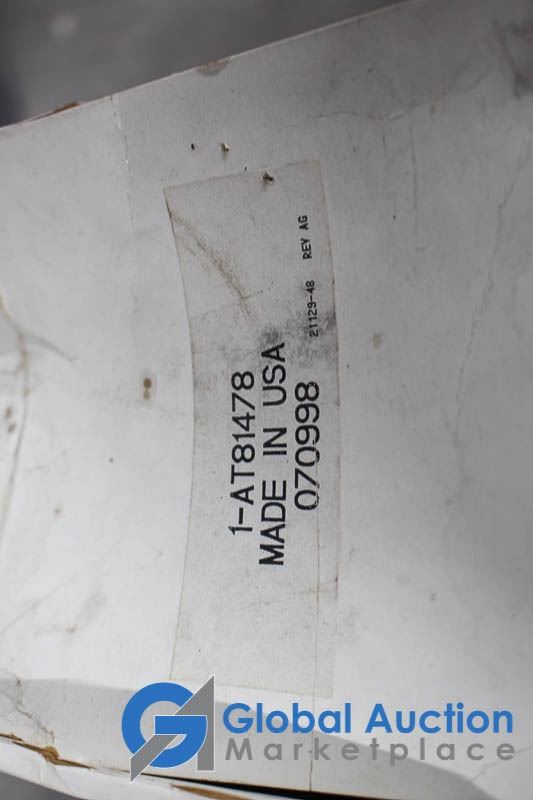 1-AT81478
MADE IN USA
070998
21129-48 REV AG
Global Auction
Marketplace